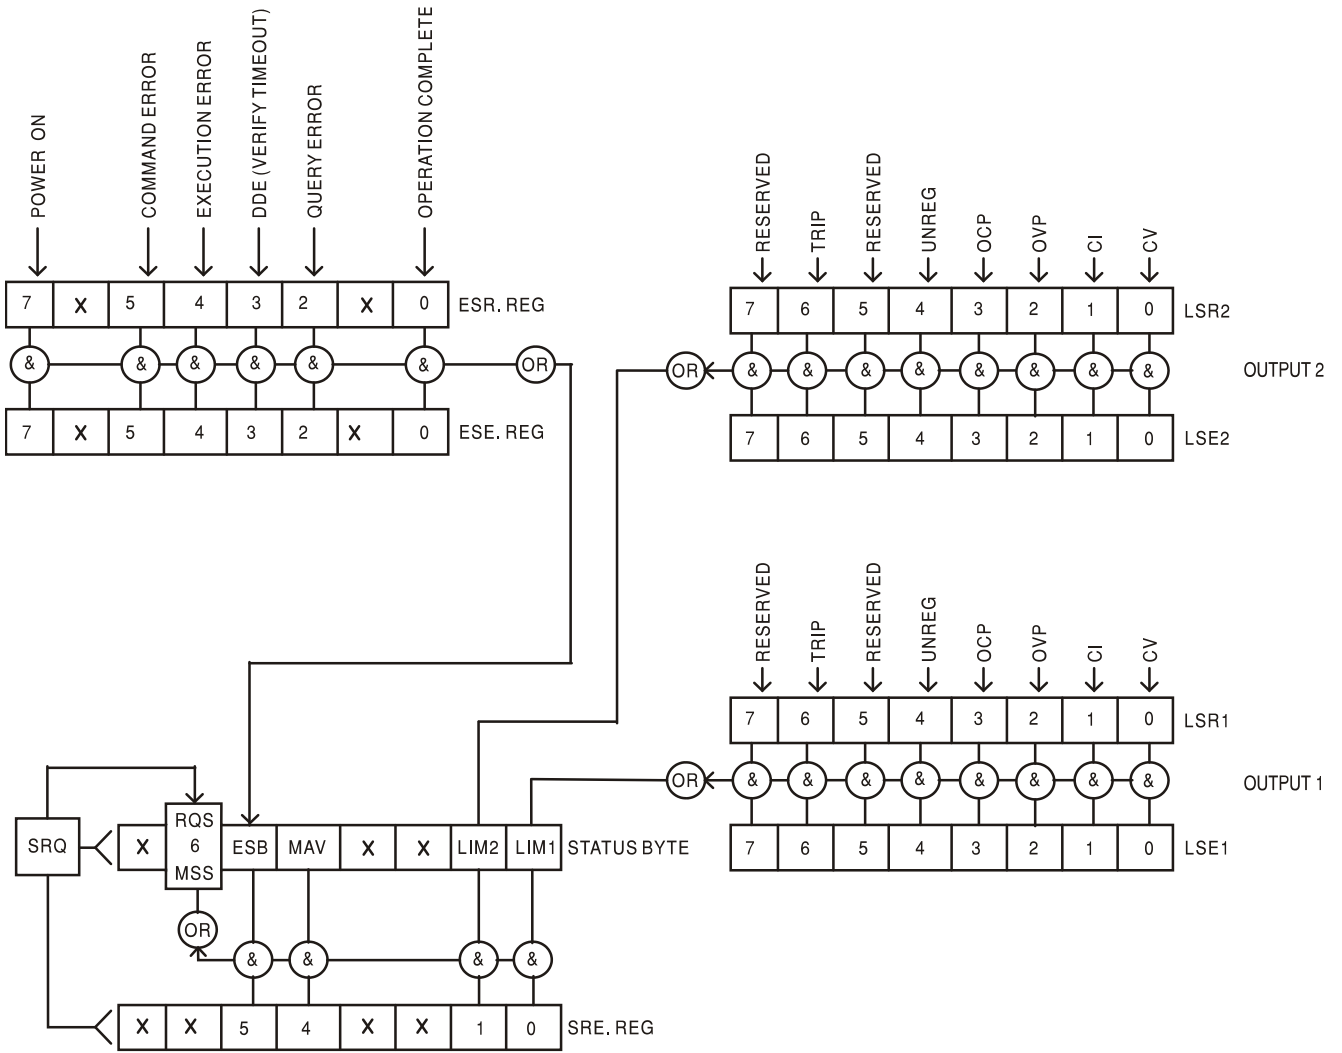 POWER ON
COMMAND ERROR
EXECUTION ERROR
DDE (VERIFY TIMEOUT)
QUERY ERROR
OPERATION COMPLETE
7 X 5 4 3 2 X 0 ESR. REG
& & & & & & OR
7 X 5 4 3 2 X 0 ESE. REG
RESERVED
TRIP
RESERVED
UNREG
OCP
OVP
CI
CV
7 6 5 4 3 2 1 0 LSR2
OR & & & & & & & & OUTPUT 2
7 6 5 4 3 2 1 0 LSE2
RESERVED
TRIP
RESERVED
UNREG
OCP
OVP
CI
CV
7 6 5 4 3 2 1 0 LSR1
OR & & & & & & & & OUTPUT 1
7 6 5 4 3 2 1 0 LSE1
SRQ
X
RQS
6
MSS
ESB MAV X X LIM2 LIM1 STATUS BYTE
OR
& & & &
X X 5 4 X X 1 0 SRE. REG